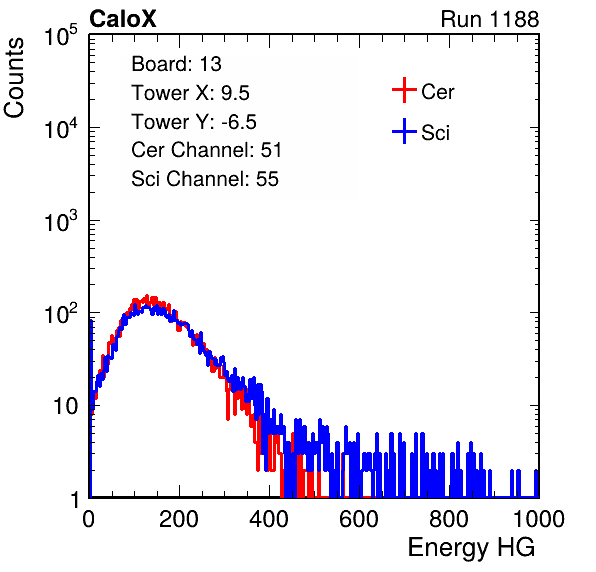 CaloX Run 1188
Counts
10^5
10^4
10^3
10^2
10
1
Board: 13
Tower X: 9.5
Tower Y: -6.5
Cer Channel: 51
Sci Channel: 55
Cer
Sci
0 200 400 600 800 1000
Energy HG